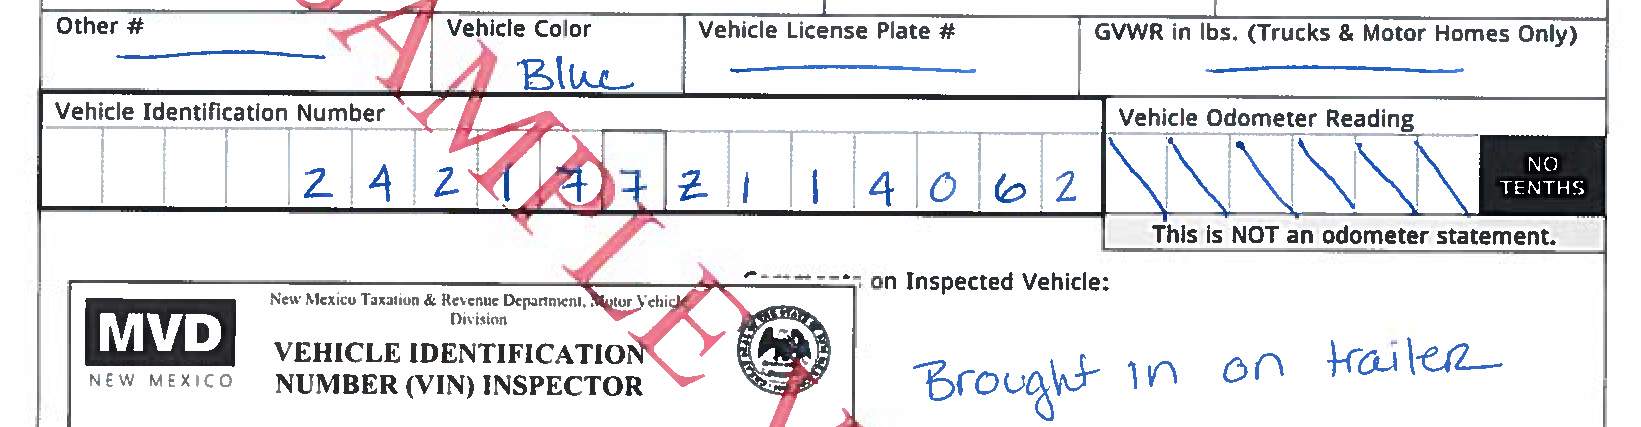 Other # Vehicle Color Vehicle License Plate # GVWR in lbs. (Trucks & Motor Homes Only)
Blue
Vehicle Identification Number Vehicle Odometer Reading
2 4 2 1 7 7 Z 1 1 4 0 6 2 NO
TENTHS
This is NOT an odometer statement.
on Inspected Vehicle:
MVD
NEW MEXICO
New Mexico Taxation & Revenue Department, Motor Vehicle
Division
VEHICLE IDENTIFICATION
NUMBER (VIN) INSPECTOR
Brought in on trailer
SAMPLE